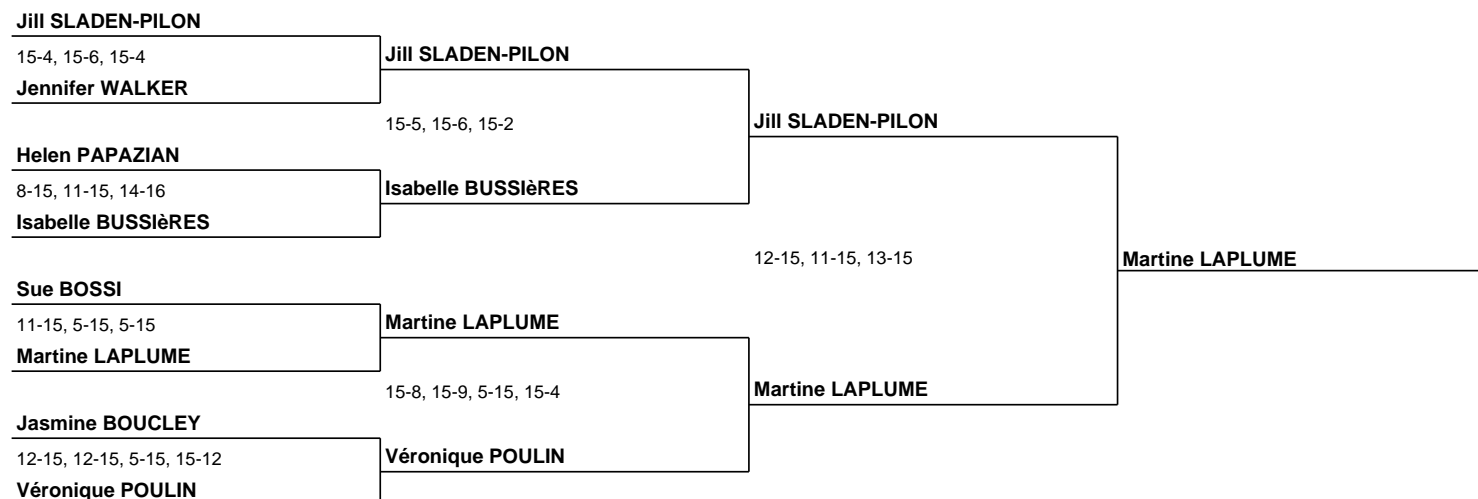 Jill SLADEN-PILON
15-4, 15-6, 15-4
Jennifer WALKER
Helen PAPAZIAN
8-15, 11-15, 14-16
Isabelle BUSSIèRES
Sue BOSSI
11-15, 5-15, 5-15
Martine LAPLUME
Jasmine BOUCLEY
12-15, 12-15, 5-15, 15-12
Véronique POULIN
Jill SLADEN-PILON
15-5, 15-6, 15-2
Isabelle BUSSIèRES
Martine LAPLUME
15-8, 15-9, 5-15, 15-4
Véronique POULIN
Jill SLADEN-PILON
12-15, 11-15, 13-15
Martine LAPLUME
Martine LAPLUME